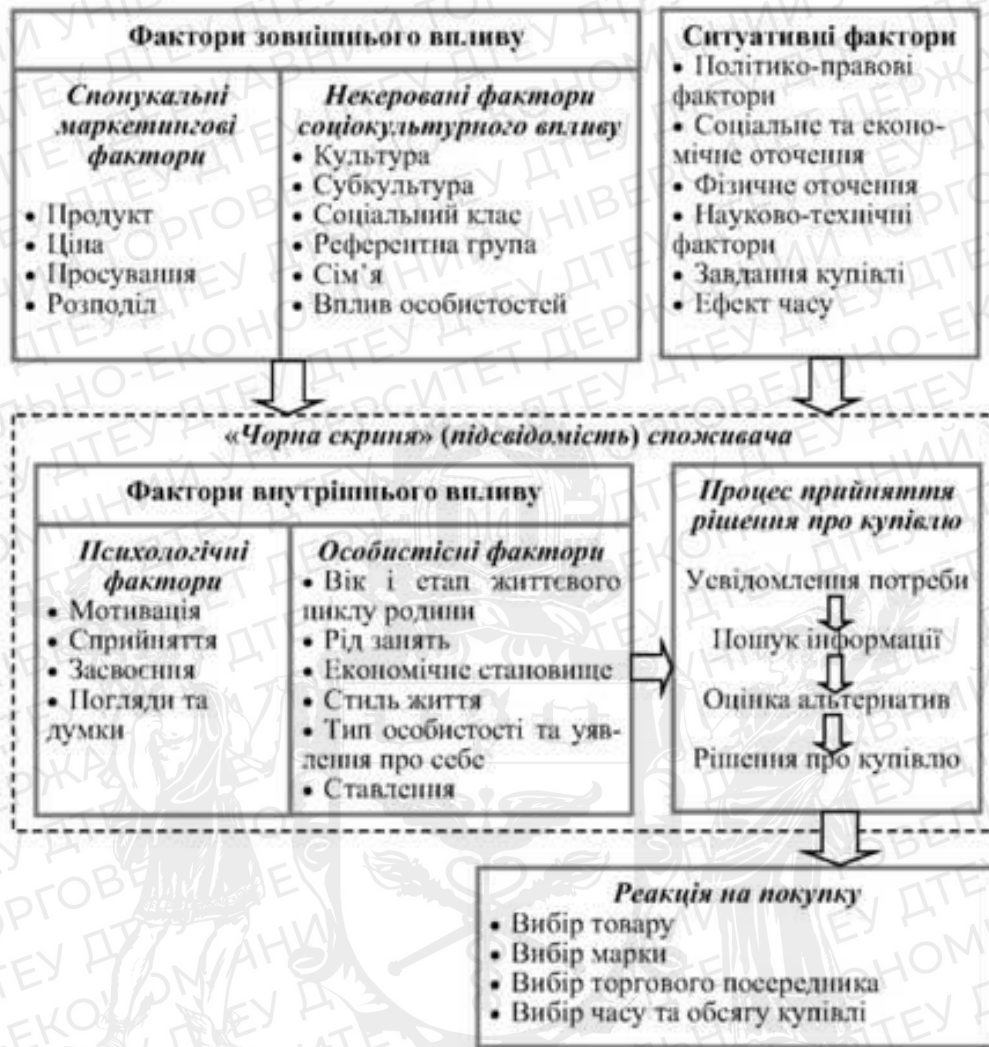 Фактори зовнішнього впливу
Спонукальні
маркетингові
фактори
• Продукт
• Ціна
• Просування
• Розподіл
Некеровані фактори
соціокультурного впливу
• Культура
• Субкультура
• Соціальний клас
• Референтна група
• Сім`я
• Вплив особистостей
Ситуативні фактори
• Політико-правові
фактори
• Соціальне та еконо-
мічне оточення
• Фізичне оточення
• Науково-технічні
фактори
• Завдання купівлі
• Ефект часу
«Чорна скриня» (підсвідомість) споживача
Фактори внутрішнього впливу
Психологічні
фактори
• Мотивація
• Сприйняття
• Засвоєння
• Погляди та
думки
Особистісні фактори
• Вік і етап життєвого
циклу родини
• Рід занять
• Економічне становище
• Стиль життя
• Тип особистості та уяв-
лення про себе
• Ставлення
Процес прийняття
рішення про купівлю
Усвідомлення потреби
Пошук інформації
Оцінка альтернатив
Рішення про купівлю
Реакція на покупку
• Вибір товару
• Вибір марки
• Вибір торгового посередника
• Вибір часу та обсягу купівлі